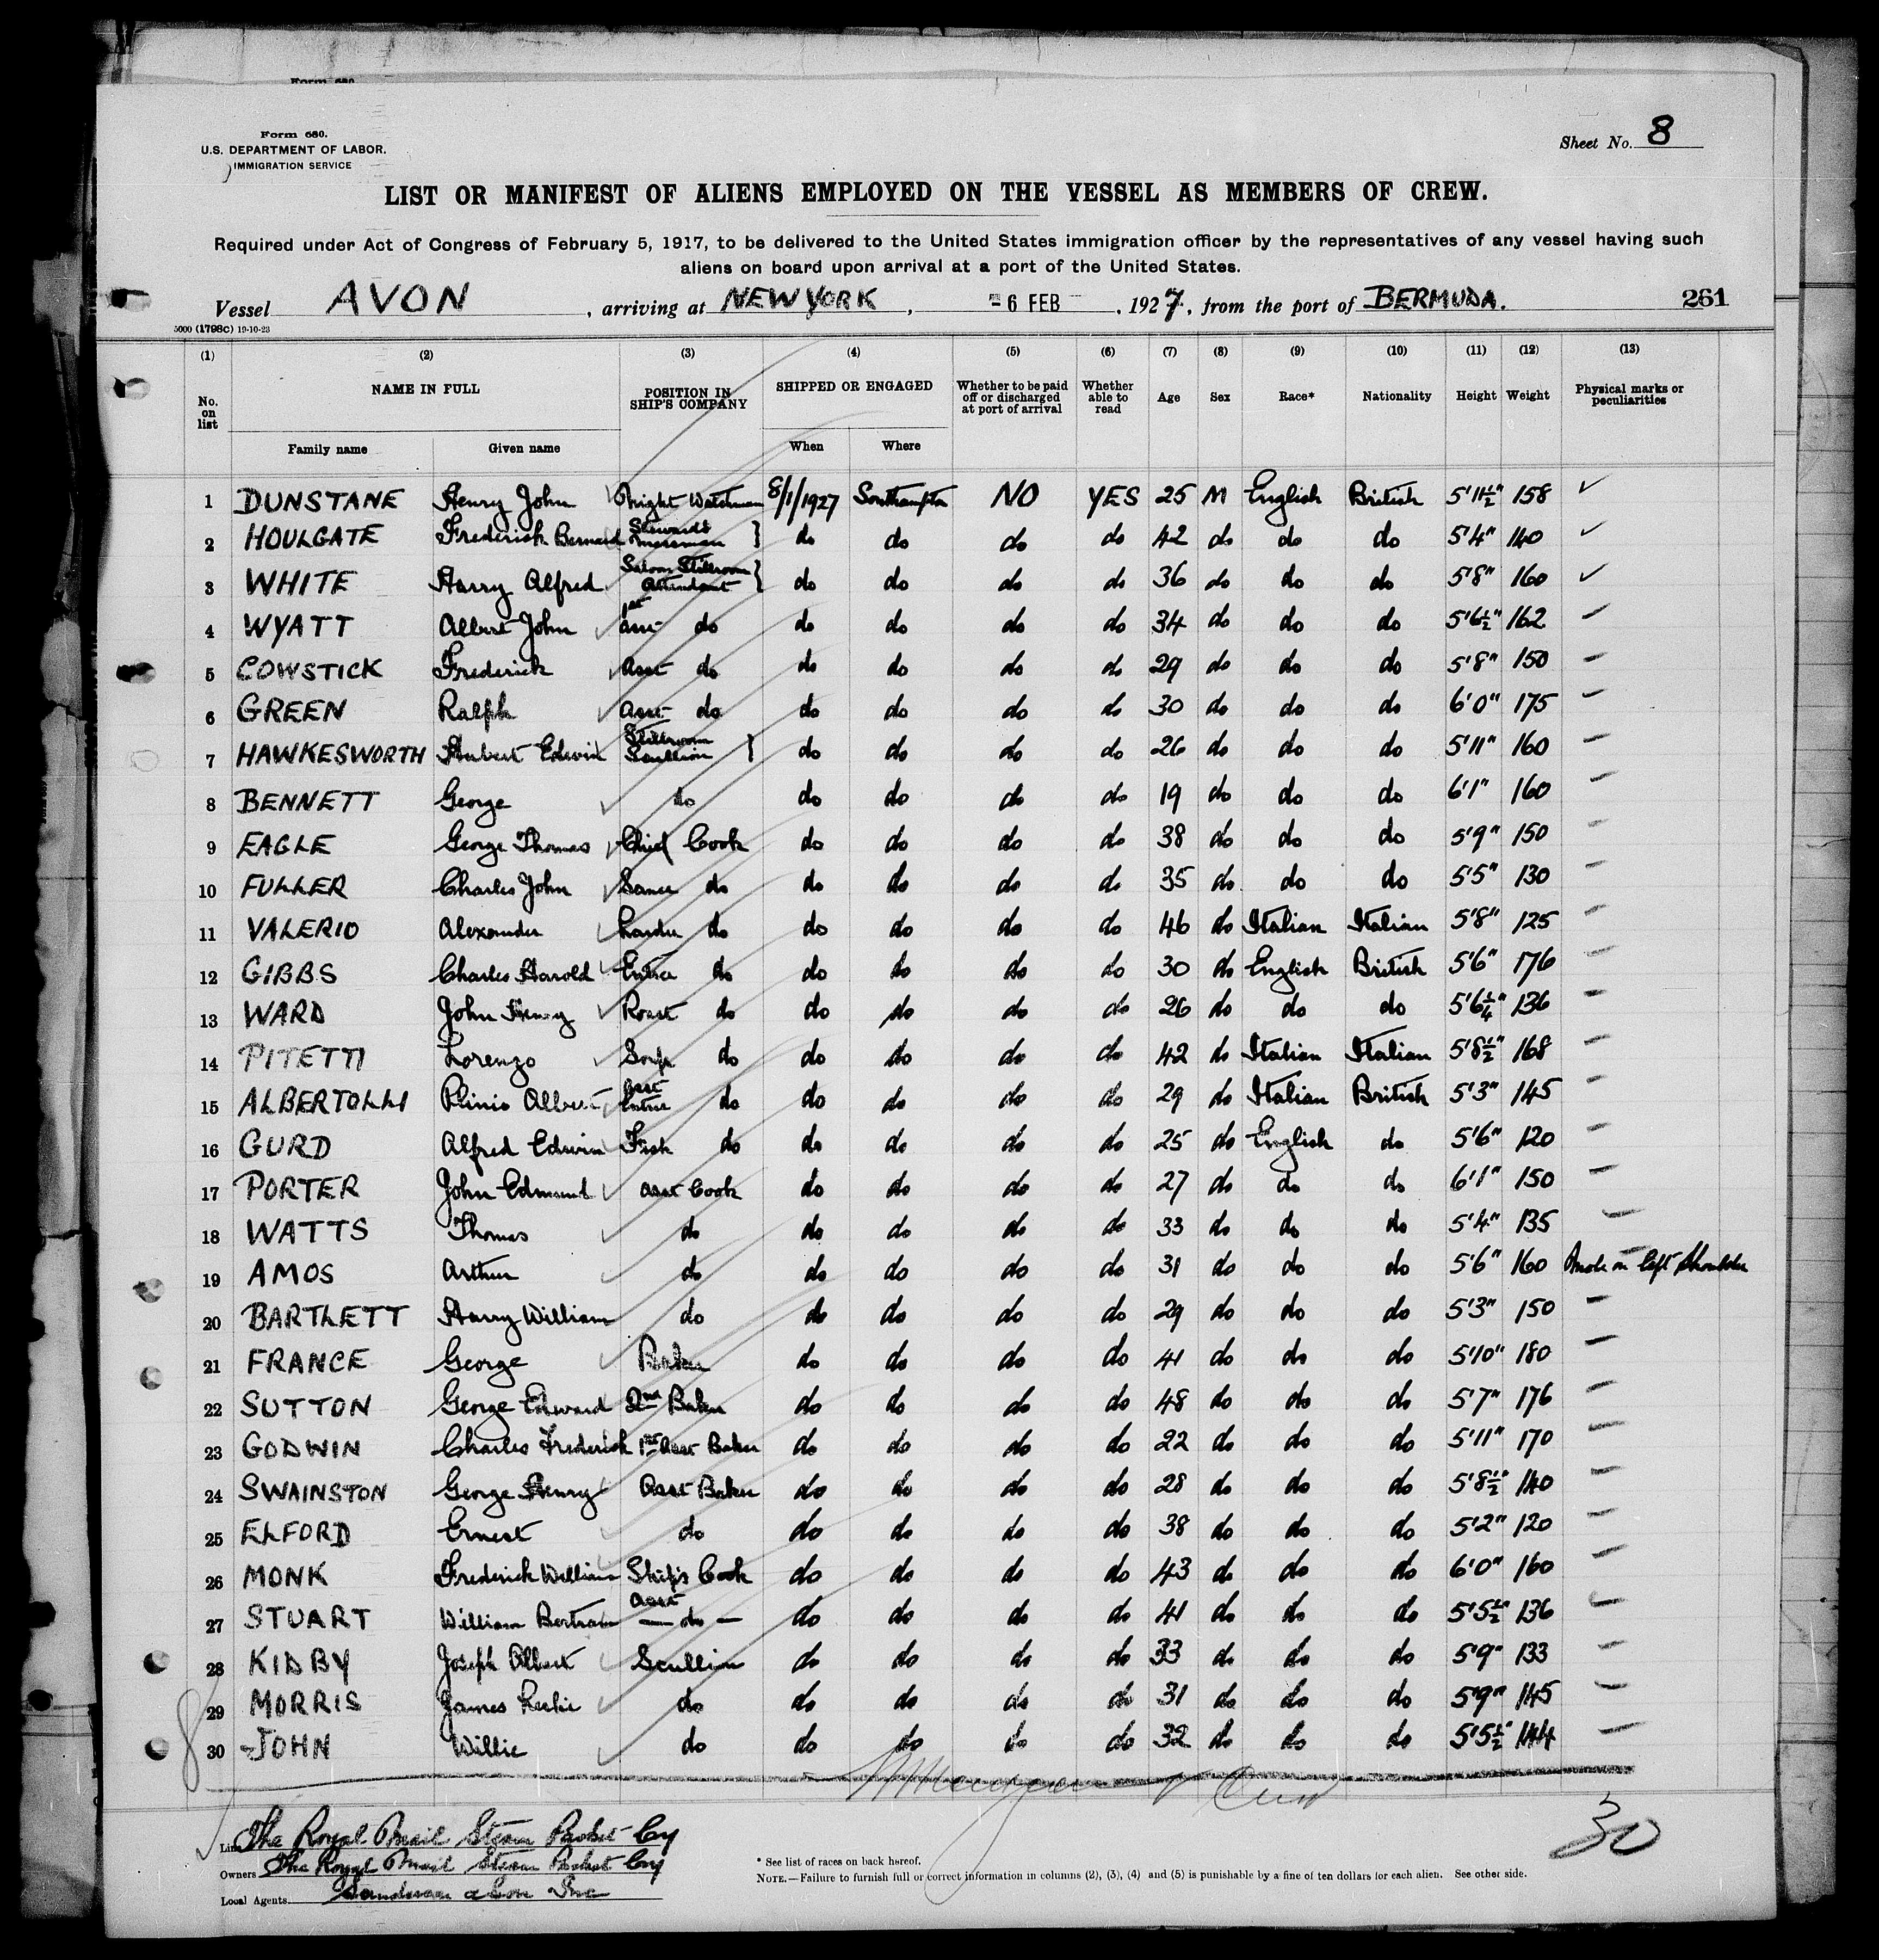 Form 680.
U.S. DEPARTMENT OF LABOR.
IMMIGRATION SERVICE
Sheet No. 8
LIST OR MANIFEST OF ALIENS EMPLOYED ON THE VESSEL AS MEMBERS OF CREW.
Required under Act of Congress of February 5, 1917, to be delivered to the United States immigration officer by the representatives of any vessel having such
aliens on board upon arrival at a port of the United States.
Vessel AVON, arriving at NEW YORK, - 6 FEB, 1927, from the port of BERMUDA. 261
5000 (1798C) 19-10-23
(1) (2) (3) (4) (5) (6) (7) (8) (9) (10) (11) (12) (13)
No. on list NAME IN FULL Family name Given name POSITION IN SHIP'S COMPANY SHIPPED OR ENGAGED When Where Whether to be paid off or discharged at port of arrival Whether able to read Age Sex Race* Nationality Height Weight Physical marks or peculiarities
1 DUNSTANE Henry John Night Watchman 8/1/1927 Southampton NO YES 25 M English British 5'11½" 158
2 HOULGATE Frederick Bernard Stewards Messman } do do do do 42 do do do 5'4" 140
3 WHITE Harry Alfred Saloon Stillroom Attendant } do do do do 36 do do do 5'8" 160
4 WYATT Albert John 1st asst do do do do do 34 do do do 5'6½" 162
5 COWSTICK Frederick asst do do do do do 29 do do do 5'8" 150
6 GREEN Ralph asst do do do do do 30 do do do 6'0" 175
7 HAWKESWORTH Hubert Edwin Stillroom Scullion } do do do do 26 do do do 5'11" 160
8 BENNETT George do do do do do 19 do do do 6'1" 160
9 EAGLE George Thomas Chief Cook do do do do 38 do do do 5'9" 150
10 FULLER Charles John Sauce do do do do do 35 do do do 5'5" 130
11 VALERIO Alexander Larder do do do do do 46 do Italian Italian 5'8" 125
12 GIBBS Charles Harold Entree do do do do do 30 do English British 5'6" 176
13 WARD John Henry Roast do do do do do 26 do do do 5'6¼" 136
14 PITETTI Lorenzo Soup do do do do do 42 do Italian Italian 5'8½" 168
15 ALBERTOLLI Plinio Albert asst Entree do do do do do 29 do Italian British 5'3" 145
16 GURD Alfred Edwin Fish do do do do do 25 do English do 5'6" 120
17 PORTER John Edmund asst Cook do do do do 27 do do do 6'1" 150
18 WATTS Thomas do do do do do 33 do do do 5'4" 135
19 AMOS Arthur do do do do do 31 do do do 5'6" 160 on left shoulder
20 BARTLETT Harry William do do do do do 29 do do do 5'3" 150
21 FRANCE George Baker do do do do 41 do do do 5'10" 180
22 SUTTON George Edward 2nd Baker do do do do 48 do do do 5'7" 176
23 GODWIN Charles Frederick 1st asst Baker do do do do 22 do do do 5'11" 170
24 SWAINSTON George Henry asst Baker do do do do 28 do do do 5'8½" 140
25 ELFORD Ernest do do do do do 38 do do do 5'2" 120
26 MONK Frederick William Ship's Cook do do do do 43 do do do 6'0" 160
27 STUART William Bertram asst — do — do do do do 41 do do do 5'5½" 136
28 KIDBY Joseph Albert Scullion do do do do 33 do do do 5'9" 133
29 MORRIS James Leslie do do do do do 31 do do do 5'9" 145
30 JOHN Willie do do do do do 32 do do do 5'5½" 144
8
30
Line The Royal Mail Steam Packet Coy
Owners The Royal Mail Steam Packet Coy
Local Agents Sanderson & Son Inc
* See list of races on back hereof.
NOTE.—Failure to furnish full or correct information in columns (2), (3), (4) and (5) is punishable by a fine of ten dollars for each alien. See other side.